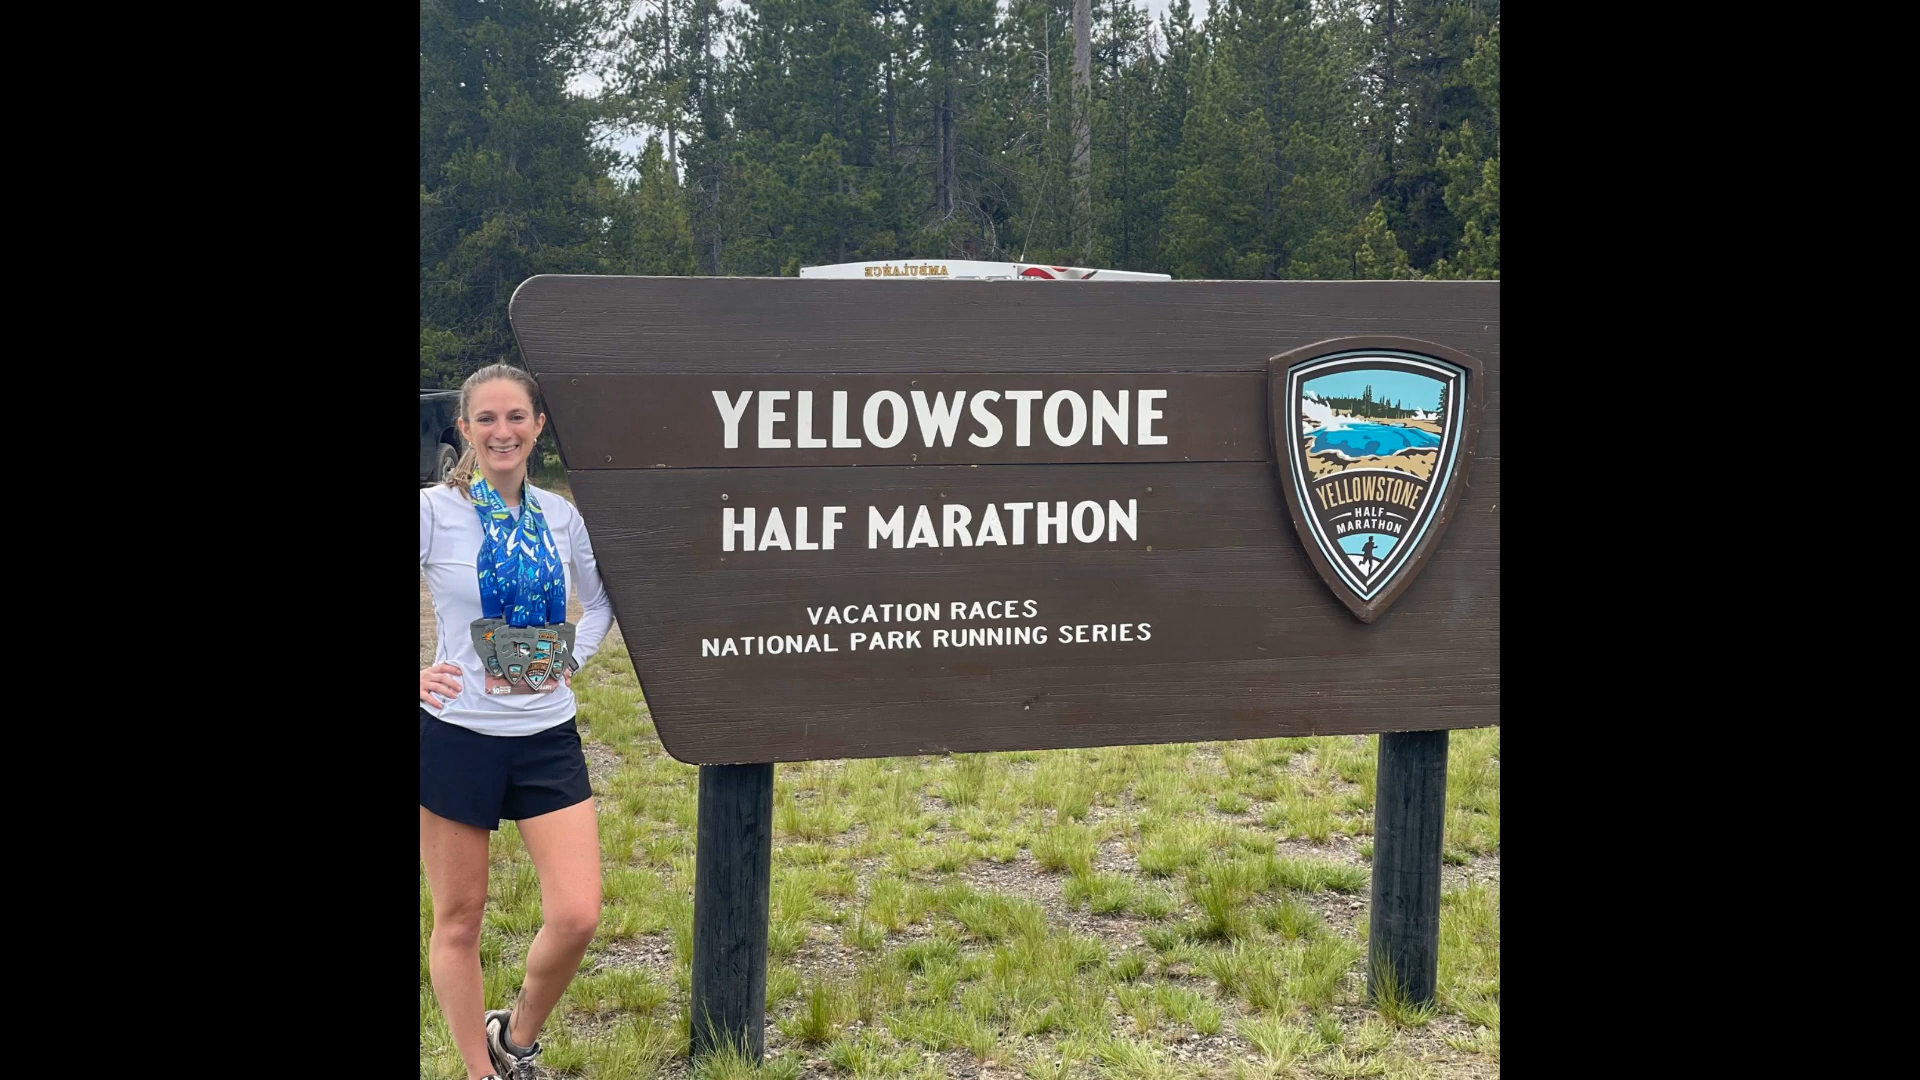 AMBULANCE
YELLOWSTONE
HALF MARATHON
VACATION RACES
NATIONAL PARK RUNNING SERIES
YELLOWSTONE
HALF
MARATHON